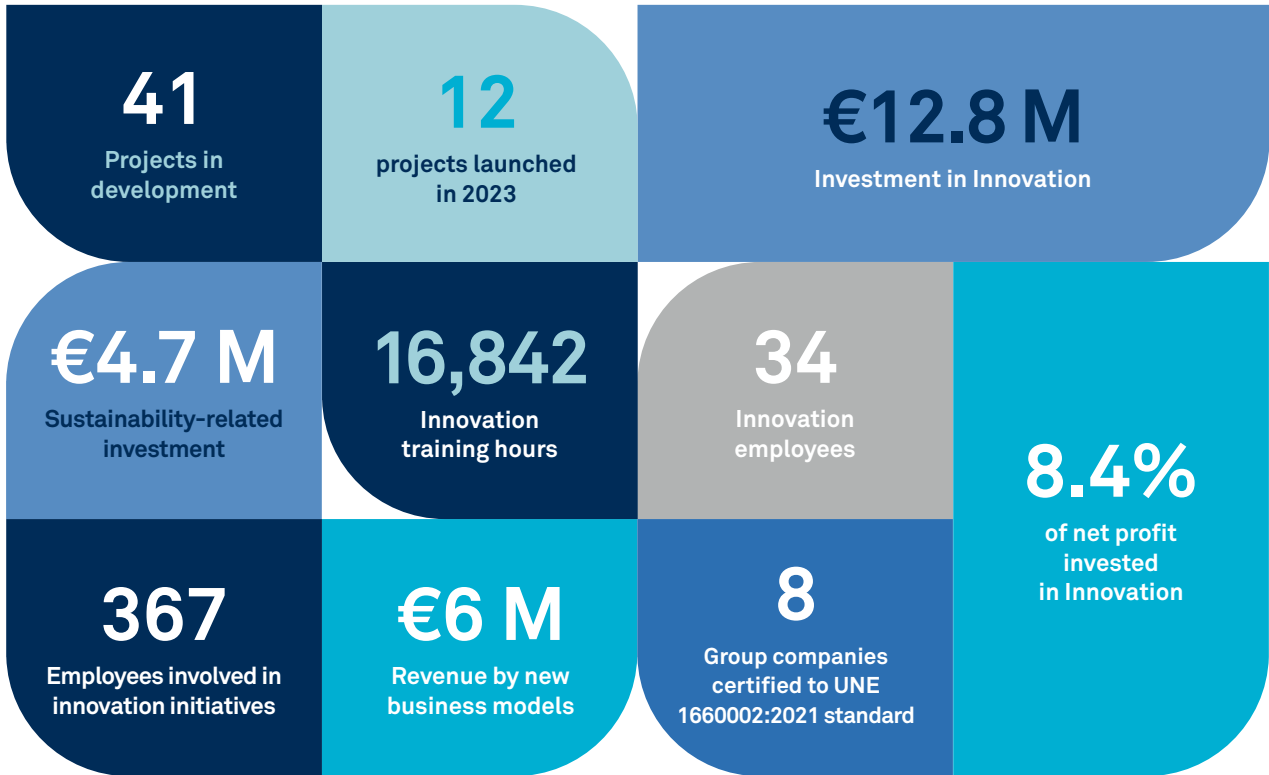 41
Projects in
development
12
projects launched
in 2023
€12.8 M
Investment in Innovation
€4.7 M
Sustainability-related
investment
16,842
Innovation
training hours
34
Innovation
employees
8.4%
of net profit
invested
in Innovation
367
Employees involved in
innovation initiatives
€6 M
Revenue by new
business models
8
Group companies
certified to UNE
1660002:2021 standard